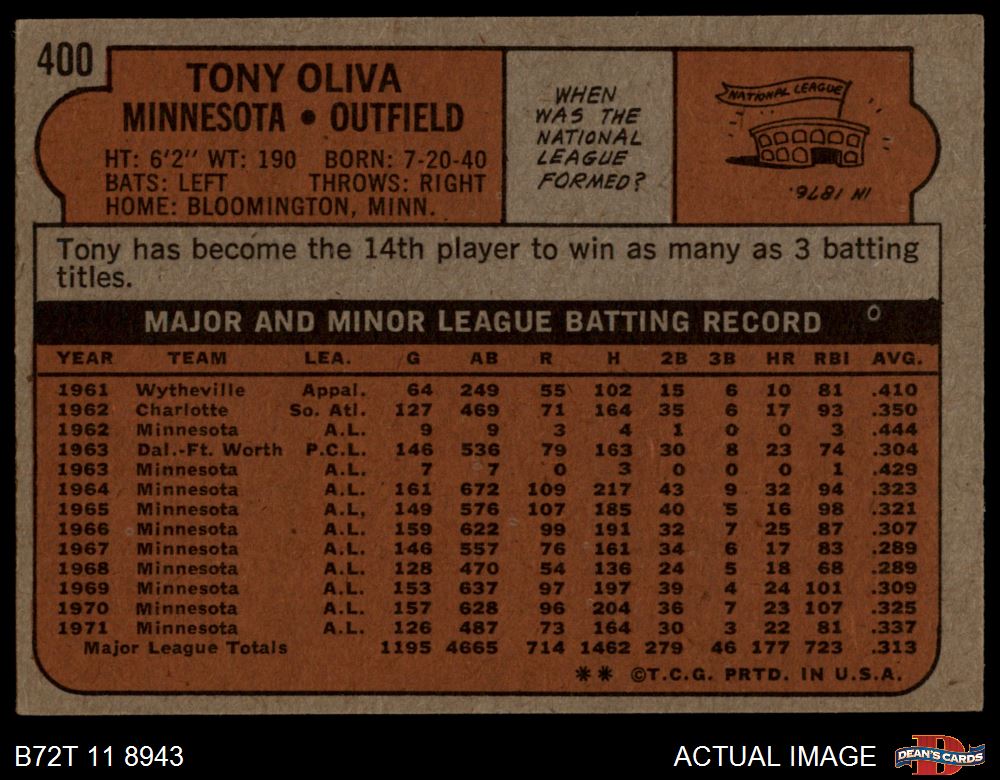 400
TONY OLIVA
MINNESOTA • OUTFIELD
HT: 6'2" WT: 190 BORN: 7-20-40
BATS: LEFT THROWS: RIGHT
HOME: BLOOMINGTON, MINN.
WHEN
WAS THE
NATIONAL
LEAGUE
FORMED?
NATIONAL LEAGUE
IN 1876.
Tony has become the 14th player to win as many as 3 batting
titles.
MAJOR AND MINOR LEAGUE BATTING RECORD
YEAR TEAM LEA. G AB R H 2B 3B HR RBI AVG.
1961 Wytheville Appal. 64 249 55 102 15 6 10 81 .410
1962 Charlotte So. Atl. 127 469 71 164 35 6 17 93 .350
1962 Minnesota A.L. 9 9 3 4 1 0 0 3 .444
1963 Dal.-Ft. Worth P.C.L. 146 536 79 163 30 8 23 74 .304
1963 Minnesota A.L. 7 7 0 3 0 0 0 1 .429
1964 Minnesota A.L. 161 672 109 217 43 9 32 94 .323
1965 Minnesota A.L. 149 576 107 185 40 5 16 98 .321
1966 Minnesota A.L. 159 622 99 191 32 7 25 87 .307
1967 Minnesota A.L. 146 557 76 161 34 6 17 83 .289
1968 Minnesota A.L. 128 470 54 136 24 5 18 68 .289
1969 Minnesota A.L. 153 637 97 197 39 4 24 101 .309
1970 Minnesota A.L. 157 628 96 204 36 7 23 107 .325
1971 Minnesota A.L. 126 487 73 164 30 3 22 81 .337
Major League Totals 1195 4665 714 1462 279 46 177 723 .313
** ©T.C.G. PRTD. IN U.S.A.
B72T 11 8943
ACTUAL IMAGE
DEAN'S CARDS